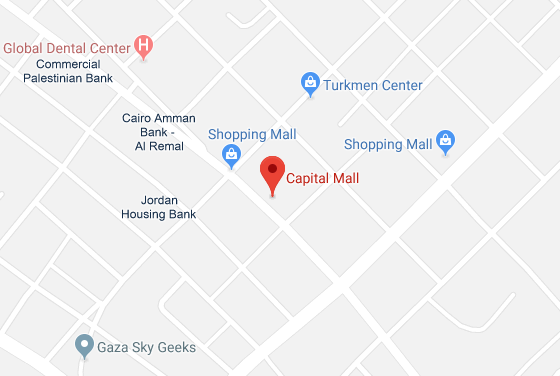 Global Dental Center
Commercial
Palestinian Bank
Turkmen Center
Cairo Amman
Bank -
Al Remal
Shopping Mall
Shopping Mall
Capital Mall
Jordan
Housing Bank
Gaza Sky Geeks